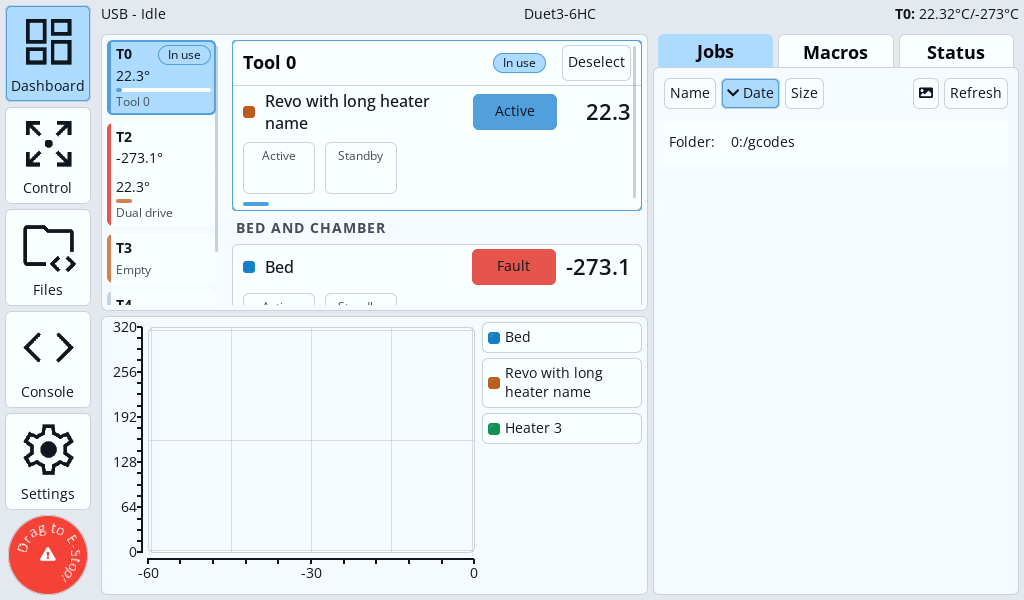 USB - Idle
Duet3-6HC
T0: 22.32°C/-273°C
Dashboard
Control
Files
Console
Settings
Drag to E-Stop!
T0
In use
22.3°
Tool 0
T2
-273.1°
22.3°
Dual drive
T3
Empty
T4
Tool 0
In use
Deselect
Revo with long heater
name
Active
22.3
Active
Standby
BED AND CHAMBER
Bed
Fault
-273.1
Active
Standby
320
256
192
128
64
0
-60
-30
0
Bed
Revo with long
heater name
Heater 3
Jobs
Macros
Status
Name
Date
Size
Refresh
Folder: 0:/gcodes